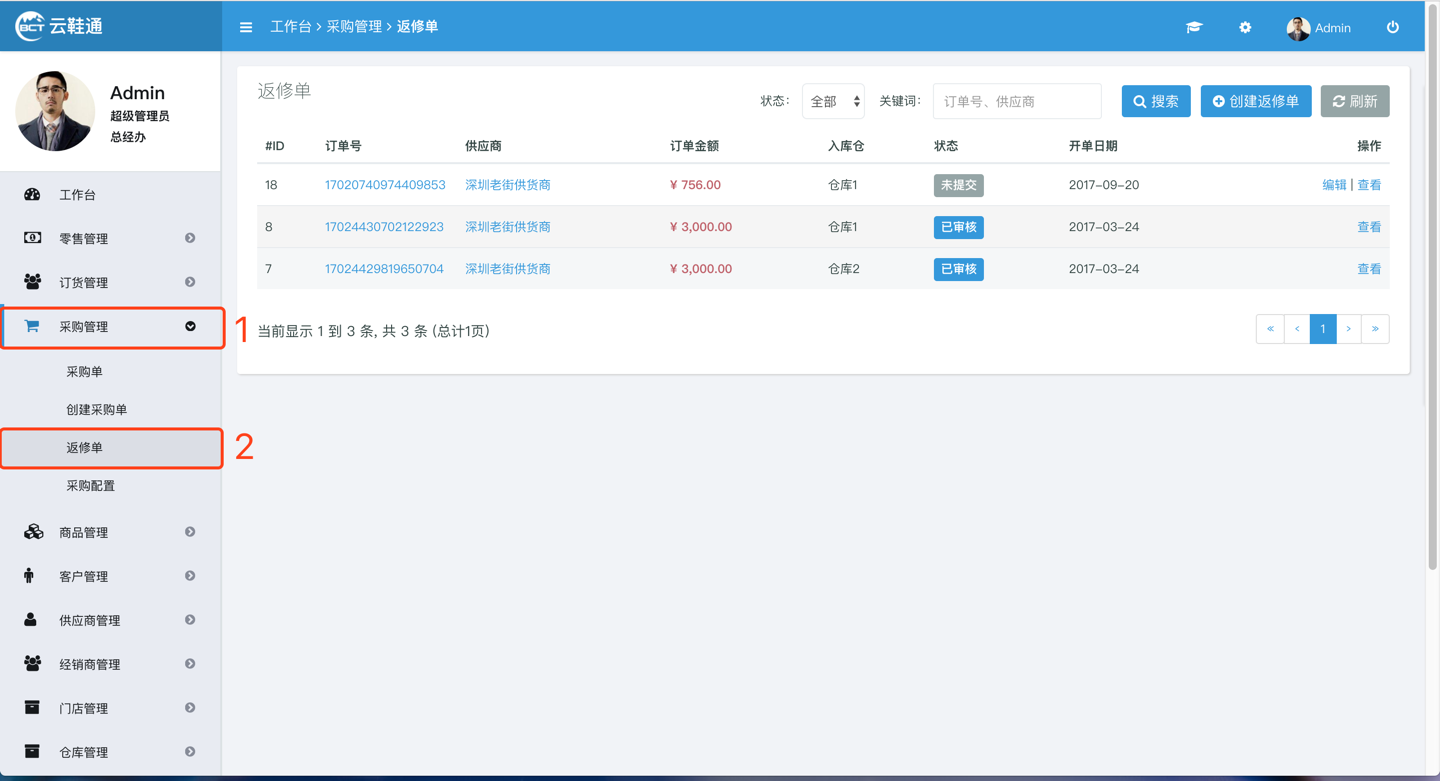 BCT 云鞋通
工作台 › 采购管理 › 返修单
Admin
Admin
超级管理员
总经办
工作台
零售管理
订货管理
采购管理
1
采购单
创建采购单
返修单
2
采购配置
商品管理
客户管理
供应商管理
经销商管理
门店管理
仓库管理
返修单
状态： 全部 关键词： 订单号、供应商 搜索 创建返修单 刷新
#ID 订单号 供应商 订单金额 入库仓 状态 开单日期 操作
18 17020740974409853 深圳老街供货商 ¥ 756.00 仓库1 未提交 2017-09-20 编辑 | 查看
8 17024430702122923 深圳老街供货商 ¥ 3,000.00 仓库1 已审核 2017-03-24 查看
7 17024429819650704 深圳老街供货商 ¥ 3,000.00 仓库2 已审核 2017-03-24 查看
当前显示 1 到 3 条, 共 3 条 (总计1页)
« ‹ 1 › »